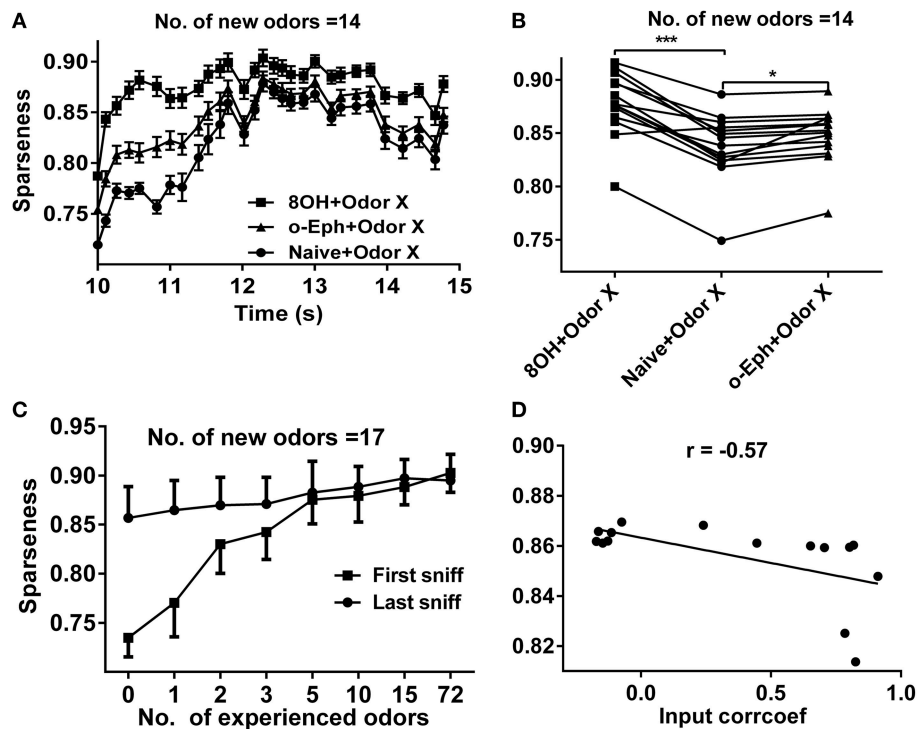 A
No. of new odors =14
Sparseness
0.90
0.85
0.80
0.75
8OH+Odor X
o-Eph+Odor X
Naive+Odor X
10 11 12 13 14 15
Time (s)
B
No. of new odors =14
***
*
0.90
0.85
0.80
0.75
8OH+Odor X
Naive+Odor X
o-Eph+Odor X
C
No. of new odors =17
Sparseness
0.95
0.90
0.85
0.80
0.75
First sniff
Last sniff
0 1 2 3 5 10 15 72
No. of experienced odors
D
r = -0.57
0.90
0.88
0.86
0.84
0.82
0.0 0.5 1.0
Input corrcoef